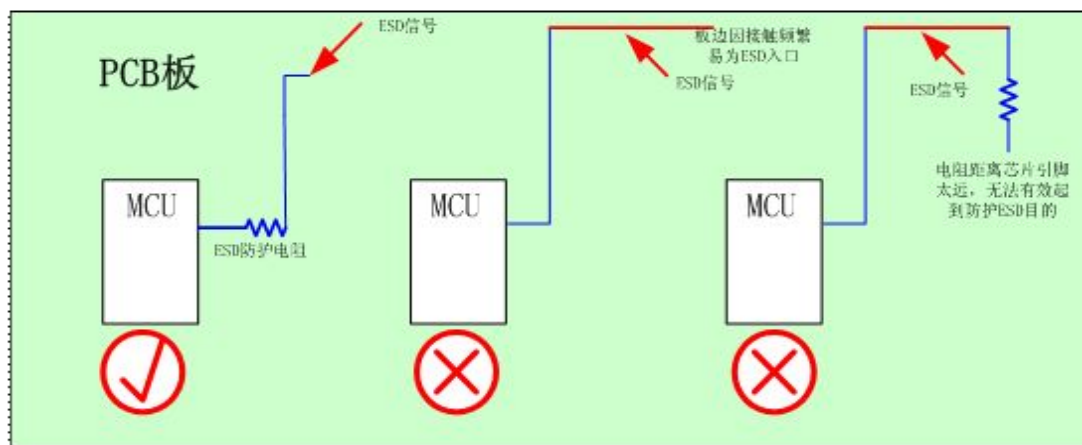 ESD信号
板边因接触频繁
易为ESD入口
PCB板
ESD信号
ESD信号
电阻距离芯片引脚
太远,无法有效起
到防护ESD目的
MCU
MCU
MCU
ESD防护电阻